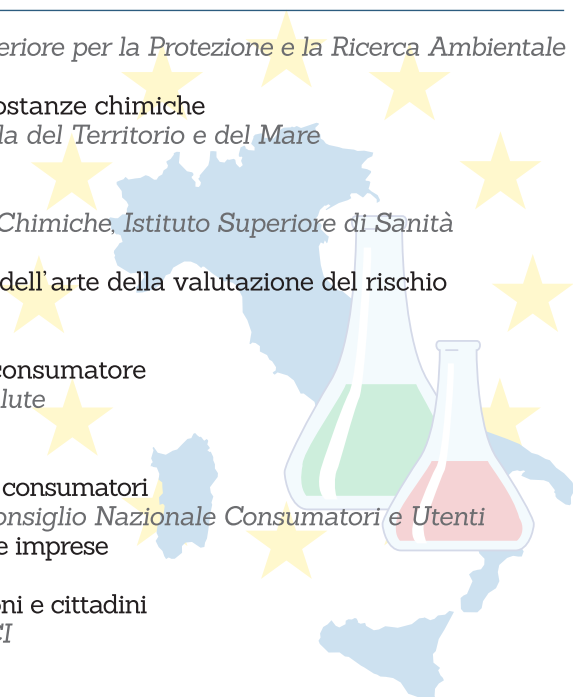 eriore per la Protezione e la Ricerca Ambientale
ostanze chimiche
la del Territorio e del Mare
Chimiche, Istituto Superiore di Sanità
dell'arte della valutazione del rischio
consumatore
lute
consumatori
onsiglio Nazionale Consumatori e Utenti
e imprese
oni e cittadini
CI